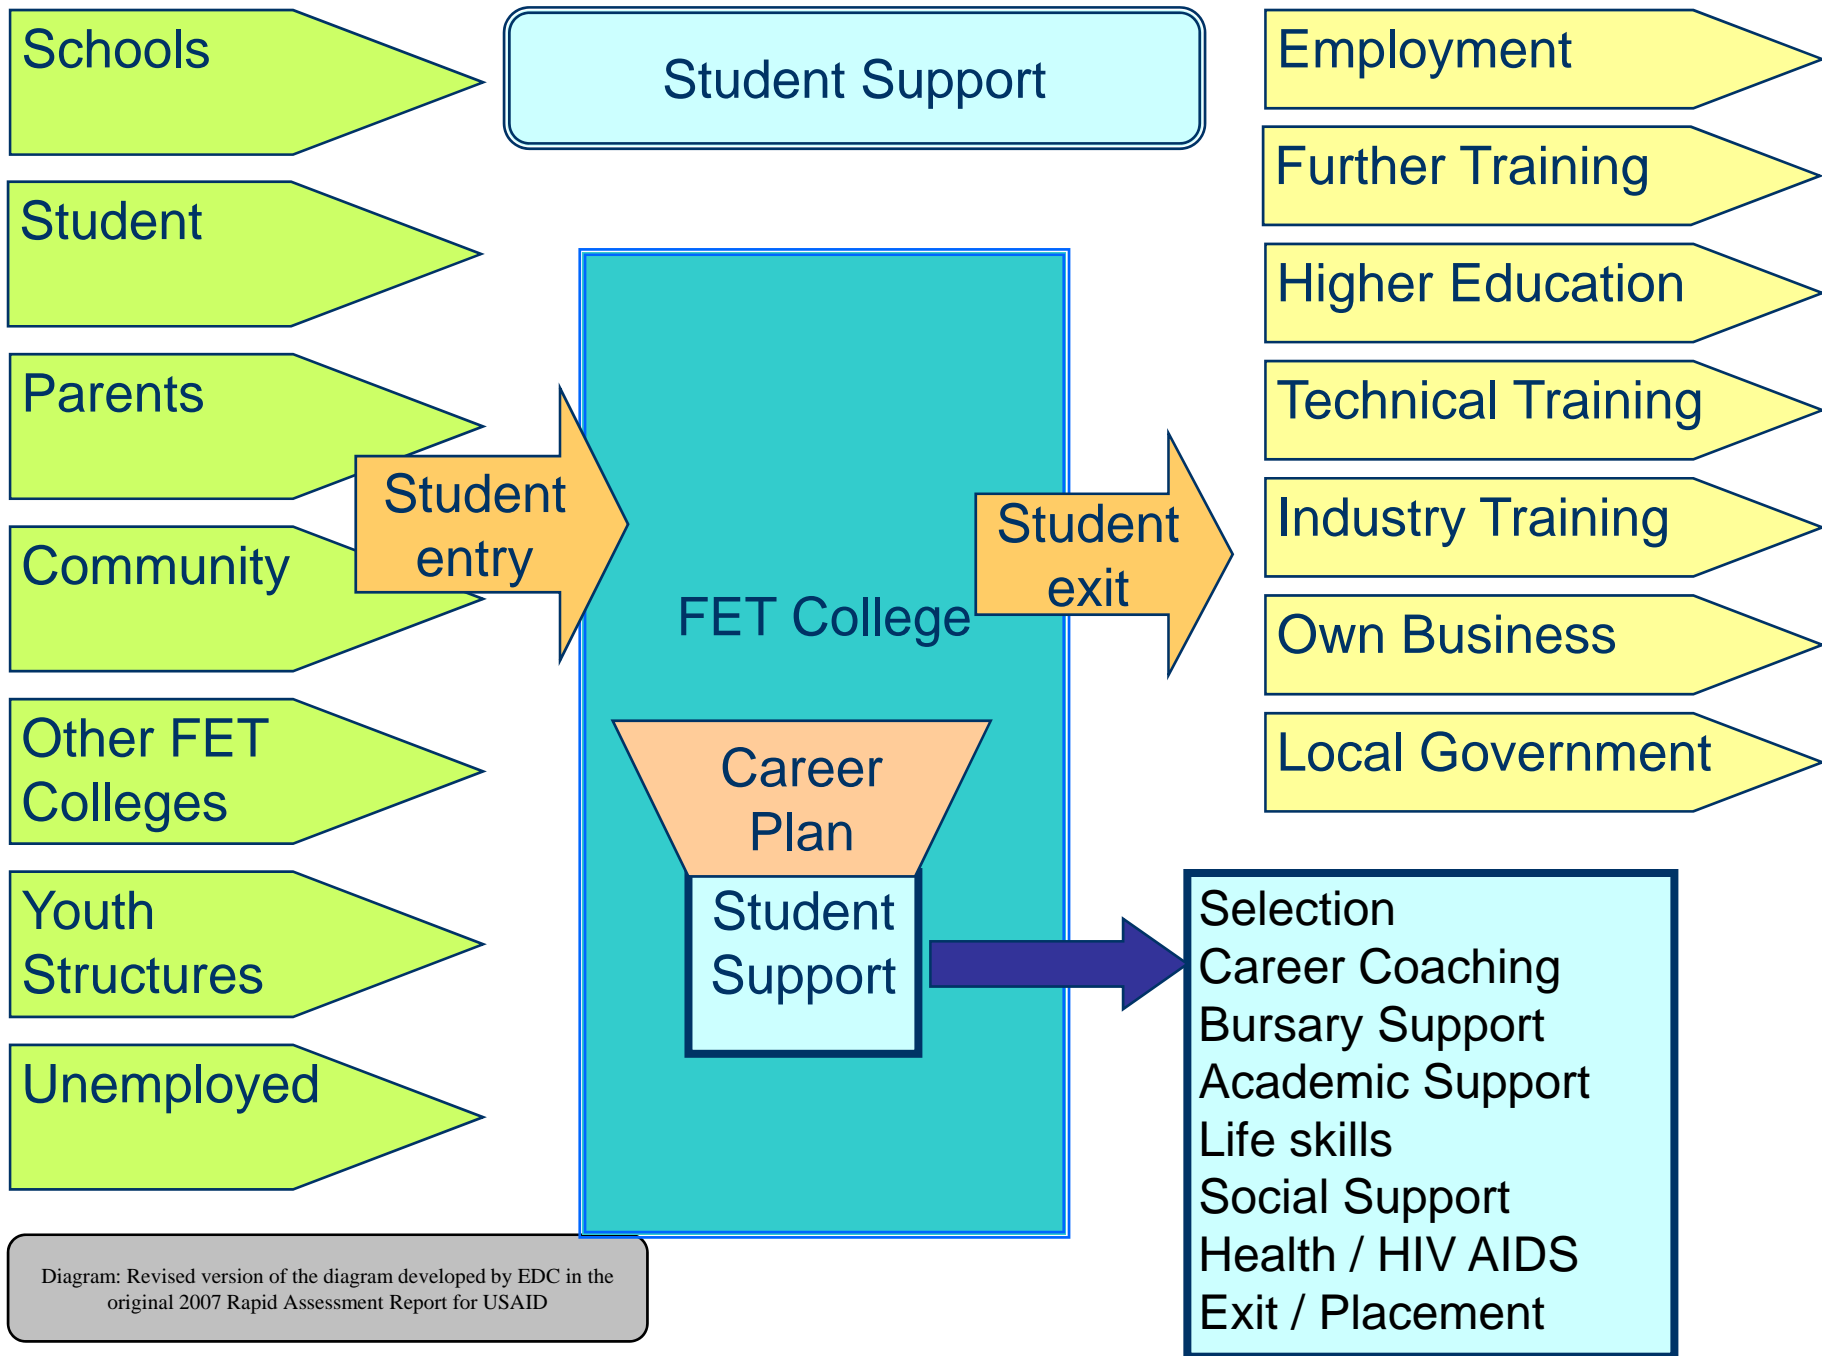 Schools
Student Support
Employment
Further Training
Student
Higher Education
Parents
Technical Training
Student
entry
Student
exit
Industry Training
Community
FET College
Own Business
Other FET
Colleges
Career
Plan
Local Government
Youth
Structures
Student
Support
Selection
Career Coaching
Bursary Support
Academic Support
Life skills
Social Support
Health / HIV AIDS
Exit / Placement
Unemployed
Diagram: Revised version of the diagram developed by EDC in the
original 2007 Rapid Assessment Report for USAID